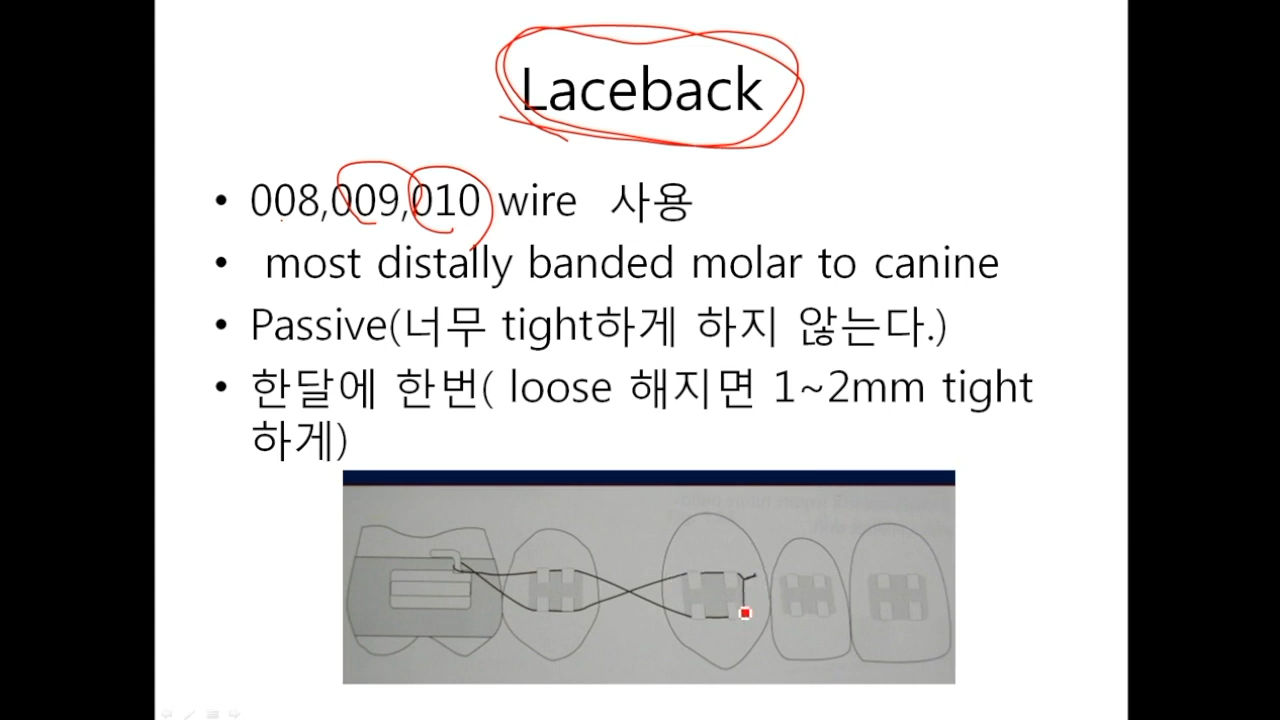 Laceback
• 008,009,010 wire 사용
• most distally banded molar to canine
• Passive(너무 tight하게 하지 않는다.)
• 한달에 한번( loose 해지면 1~2mm tight
하게)